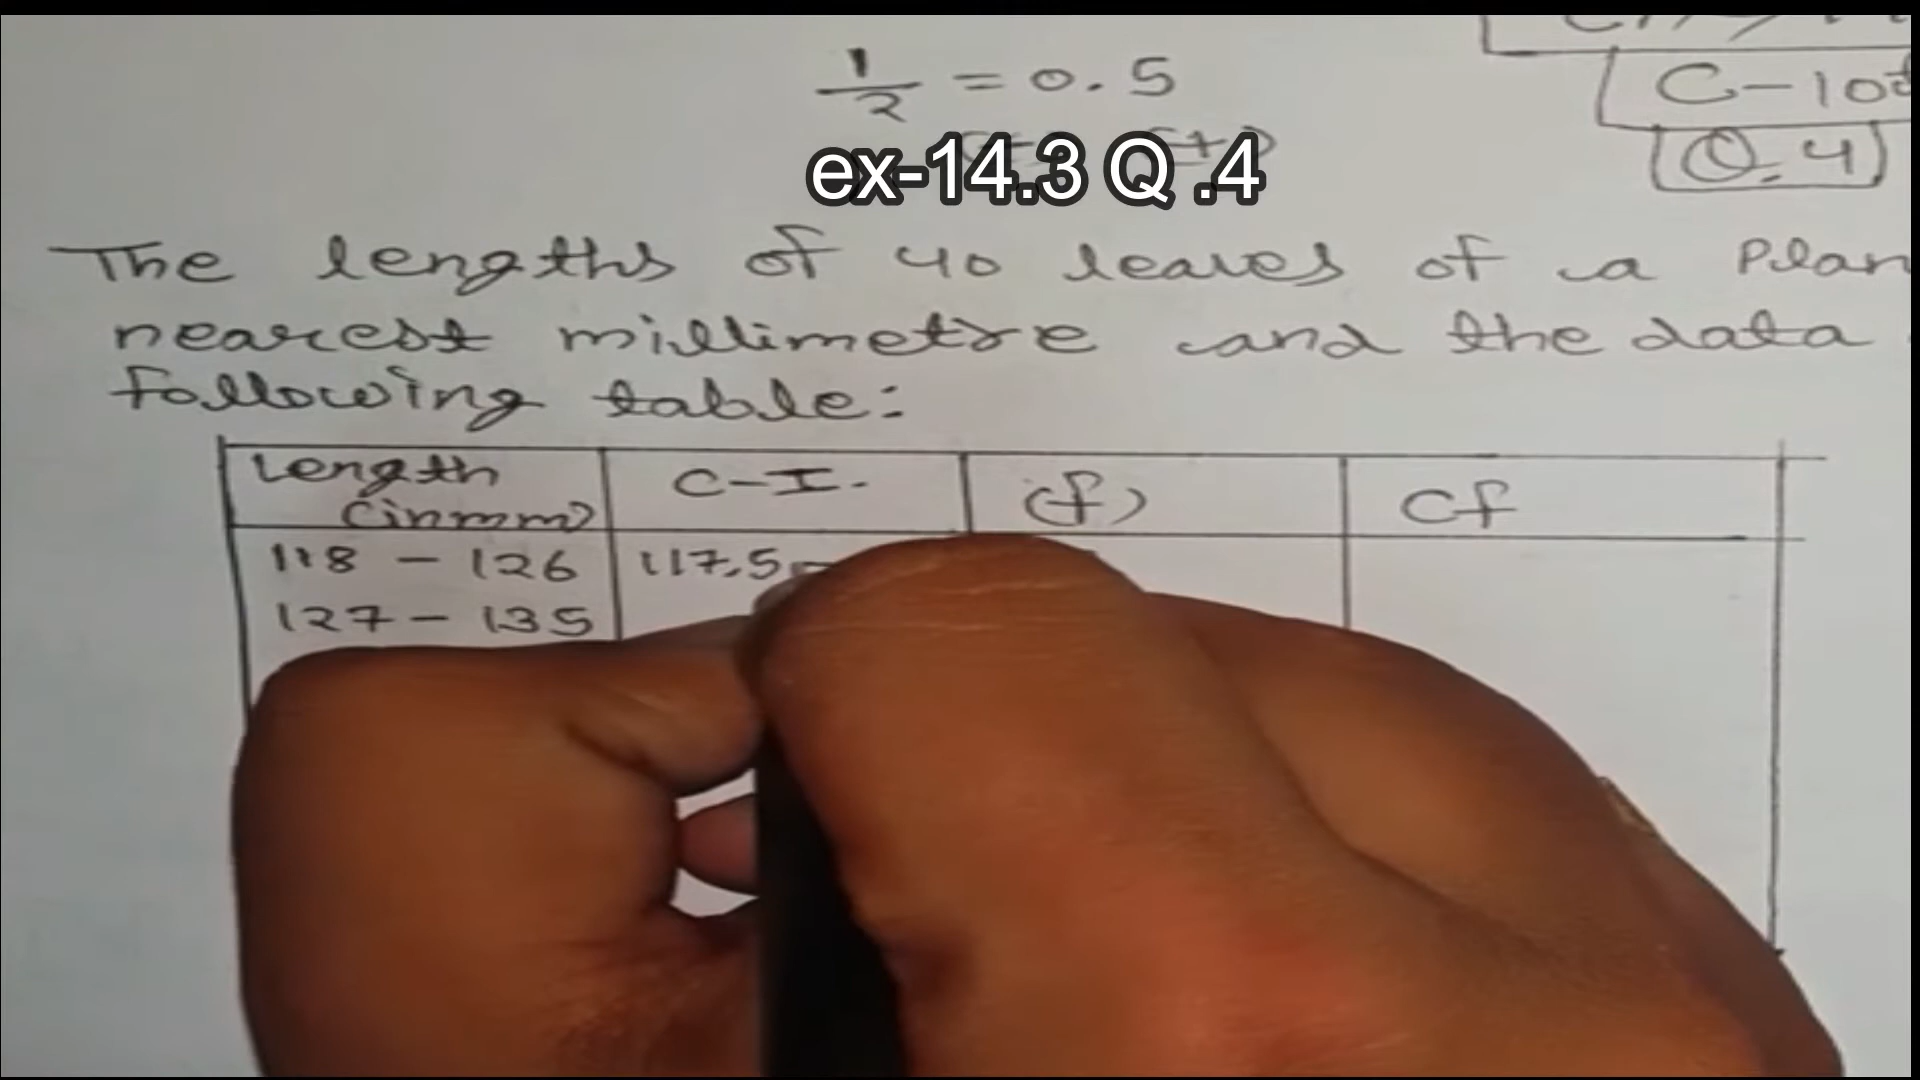 1/2 = 0.5
C-10th
Q.4
ex-14.3 Q .4
The lengths of 40 leaves of a Plan
nearest millimetre and the data
following table:
Length (in mm) C-I. (f) Cf
118 - 126 117.5 -
127 - 135